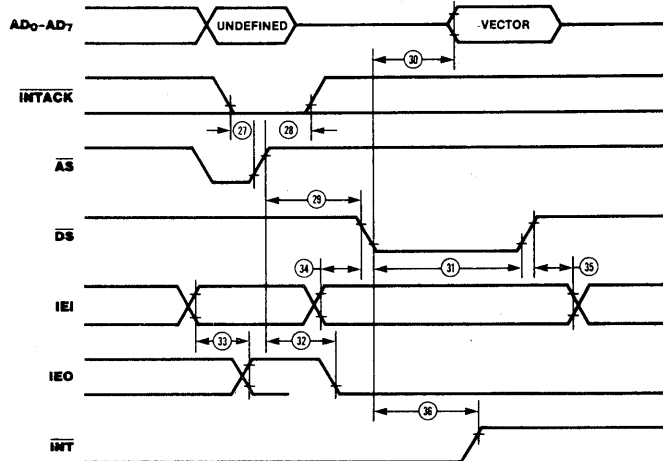 AD₀-AD₇ UNDEFINED VECTOR
30
INTACK
27 28
AS
29
DS
34 31 35
IEI
33 32
IEO
36
INT